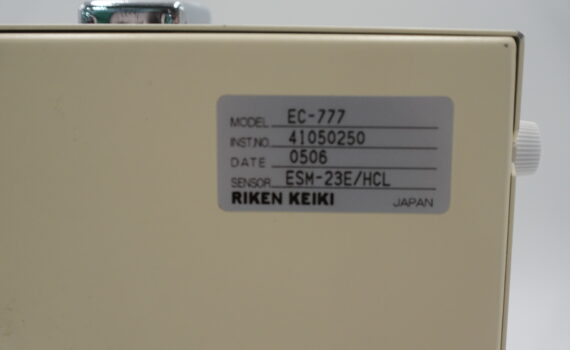 MODEL EC-777
INST.NO. 41050250
DATE 0506
SENSOR ESM-23E/HCL
RIKEN KEIKI JAPAN